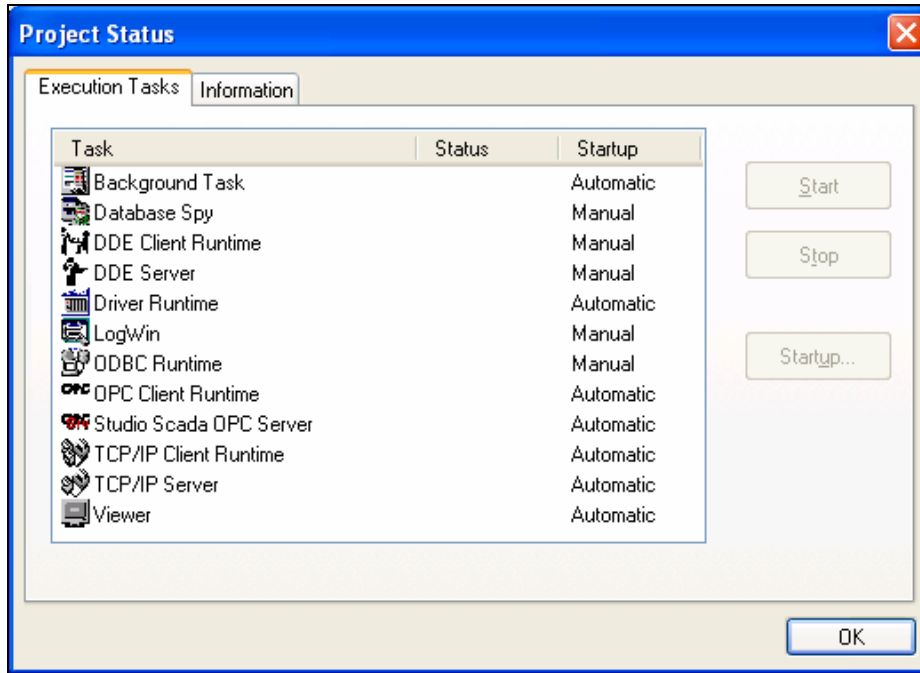 Project Status
Execution Tasks Information
Task Status Startup
Background Task Automatic
Database Spy Manual
DDE Client Runtime Manual
DDE Server Manual
Driver Runtime Automatic
LogWin Manual
ODBC Runtime Manual
OPC Client Runtime Automatic
Studio Scada OPC Server Automatic
TCP/IP Client Runtime Automatic
TCP/IP Server Automatic
Viewer Automatic
Start
Stop
Startup...
OK